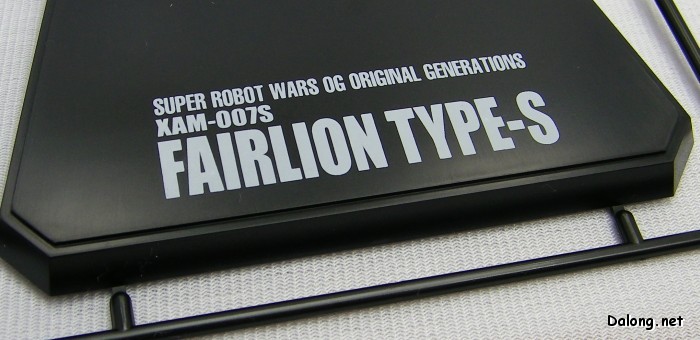 SUPER ROBOT WARS OG ORIGINAL GENERATIONS
XAM-007S
FAIRLION TYPE-S
Dalong.net